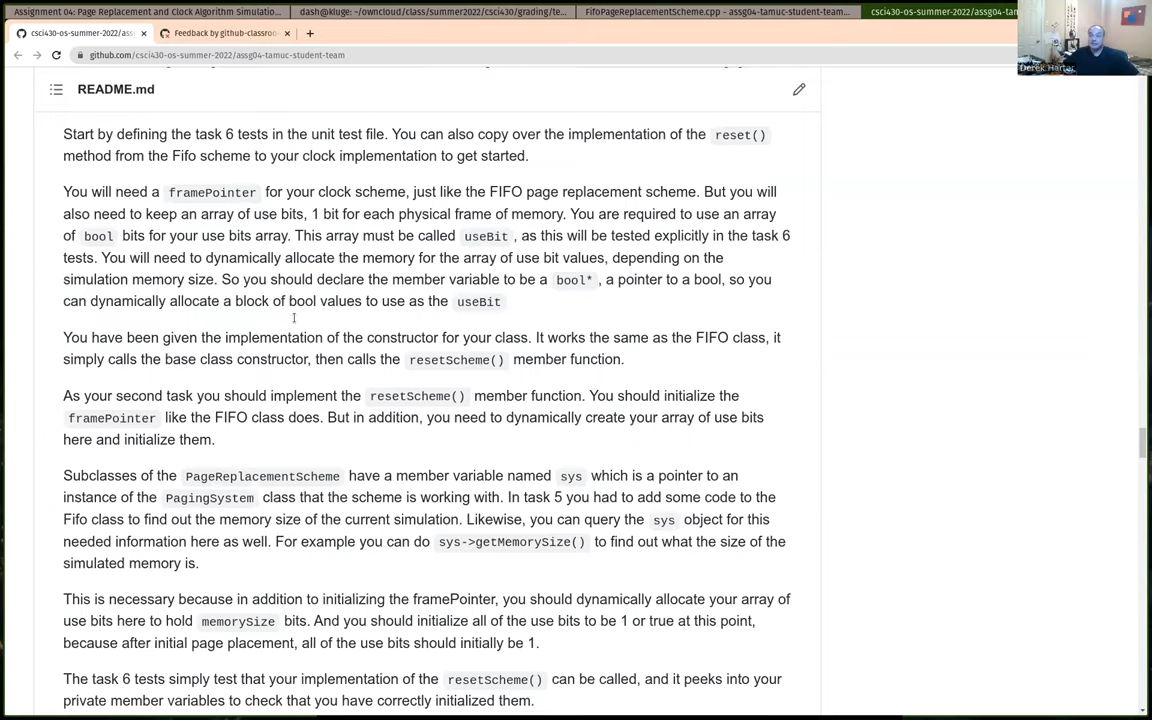 Assignment 04: Page Replacement and Clock Algorithm Simulatio...
dash@kluge: ~/owncloud/class/summer2022/csci430/grading/te...
FifoPageReplacementScheme.cpp - assg04-tamuc-student-team...
csci430-os-summer-2022/assg04-tam
csci430-os-summer-2022/ass
Feedback by github-classroo
github.com/csci430-os-summer-2022/assg04-tamuc-student-team
Derek Harter
README.md
Start by defining the task 6 tests in the unit test file. You can also copy over the implementation of the reset()
method from the Fifo scheme to your clock implementation to get started.
You will need a framePointer for your clock scheme, just like the FIFO page replacement scheme. But you will
also need to keep an array of use bits, 1 bit for each physical frame of memory. You are required to use an array
of bool bits for your use bits array. This array must be called useBit , as this will be tested explicitly in the task 6
tests. You will need to dynamically allocate the memory for the array of use bit values, depending on the
simulation memory size. So you should declare the member variable to be a bool* , a pointer to a bool, so you
can dynamically allocate a block of bool values to use as the useBit
You have been given the implementation of the constructor for your class. It works the same as the FIFO class, it
simply calls the base class constructor, then calls the resetScheme() member function.
As your second task you should implement the resetScheme() member function. You should initialize the
framePointer like the FIFO class does. But in addition, you need to dynamically create your array of use bits
here and initialize them.
Subclasses of the PageReplacementScheme have a member variable named sys which is a pointer to an
instance of the PagingSystem class that the scheme is working with. In task 5 you had to add some code to the
Fifo class to find out the memory size of the current simulation. Likewise, you can query the sys object for this
needed information here as well. For example you can do sys->getMemorySize() to find out what the size of the
simulated memory is.
This is necessary because in addition to initializing the framePointer, you should dynamically allocate your array of
use bits here to hold memorySize bits. And you should initialize all of the use bits to be 1 or true at this point,
because after initial page placement, all of the use bits should initially be 1.
The task 6 tests simply test that your implementation of the resetScheme() can be called, and it peeks into your
private member variables to check that you have correctly initialized them.